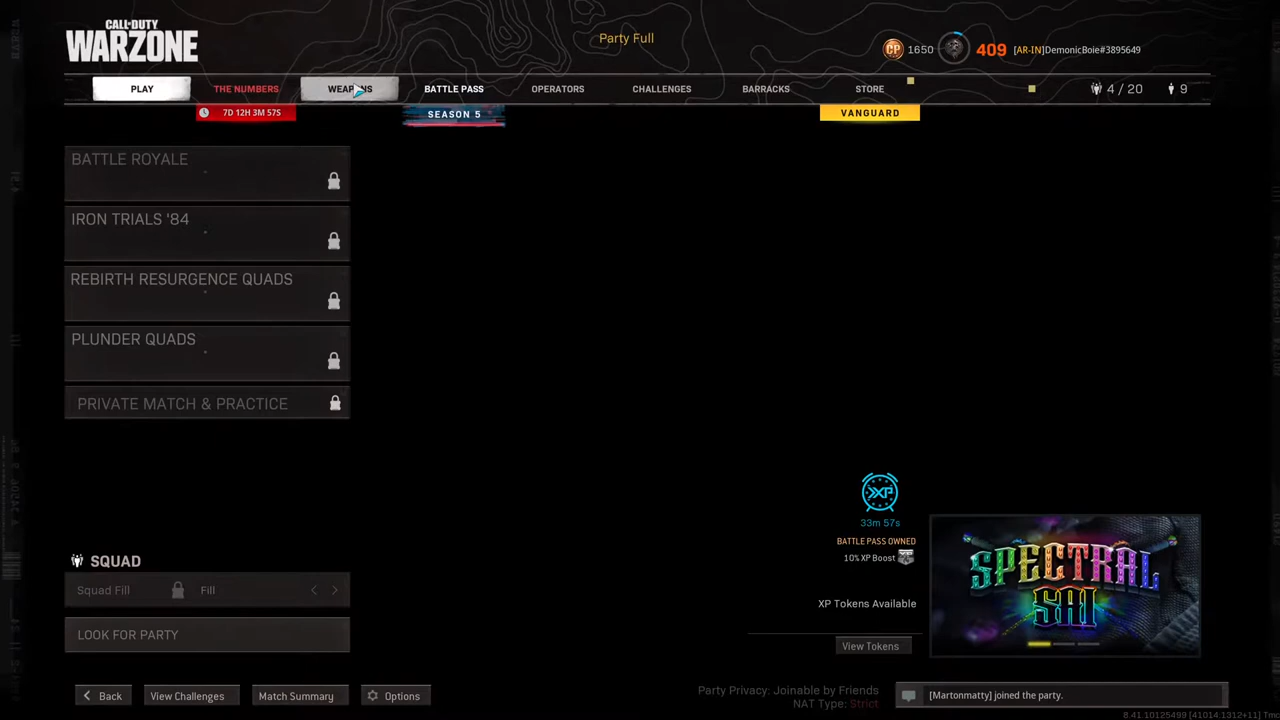 CALL OF DUTY
WARZONE
Party Full
CP 1650 409 [AR-IN]DemonicBoie#3895649
PLAY THE NUMBERS WEAPONS BATTLE PASS OPERATORS CHALLENGES BARRACKS STORE 4 / 20 9
7D 12H 3M 57S SEASON 5 VANGUARD
BATTLE ROYALE
IRON TRIALS '84
REBIRTH RESURGENCE QUADS
PLUNDER QUADS
PRIVATE MATCH & PRACTICE
XP
33m 57s
BATTLE PASS OWNED
10% XP Boost
XP Tokens Available
View Tokens
SPECTRAL
SAI
SQUAD
Squad Fill Fill
LOOK FOR PARTY
Back View Challenges Match Summary Options
Party Privacy: Joinable by Friends
NAT Type: Strict
[Martonmatty] joined the party.